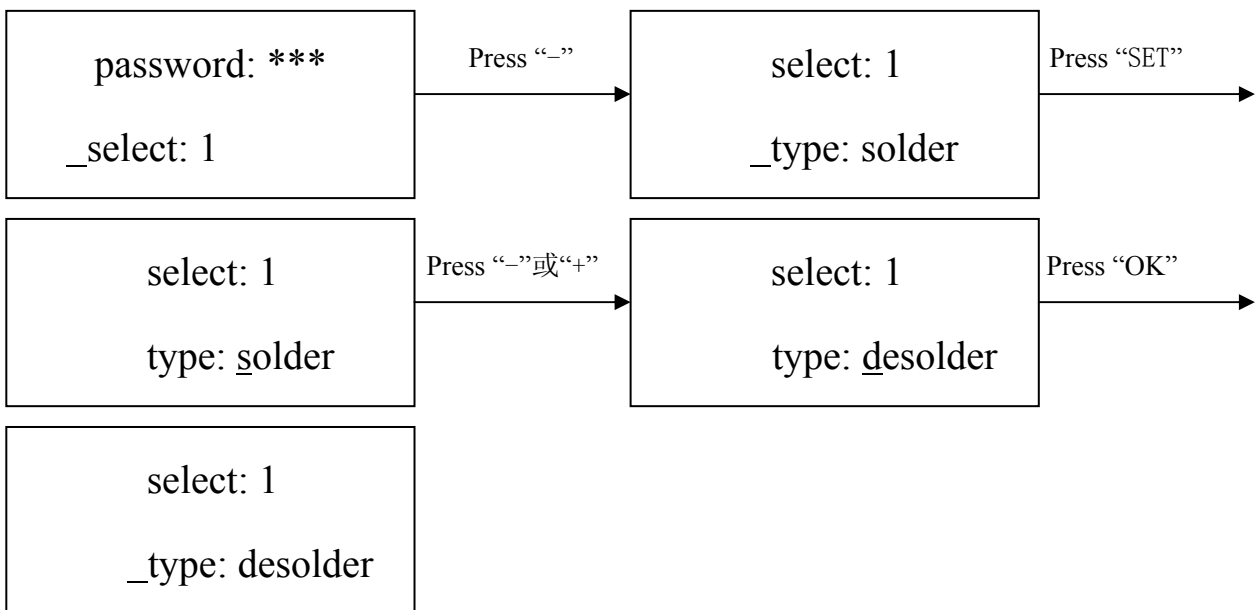 password: ***
_select: 1
Press “−”
select: 1
_type: solder
Press “SET”
select: 1
type: solder
Press “−”或“+”
select: 1
type: desolder
Press “OK”
select: 1
_type: desolder